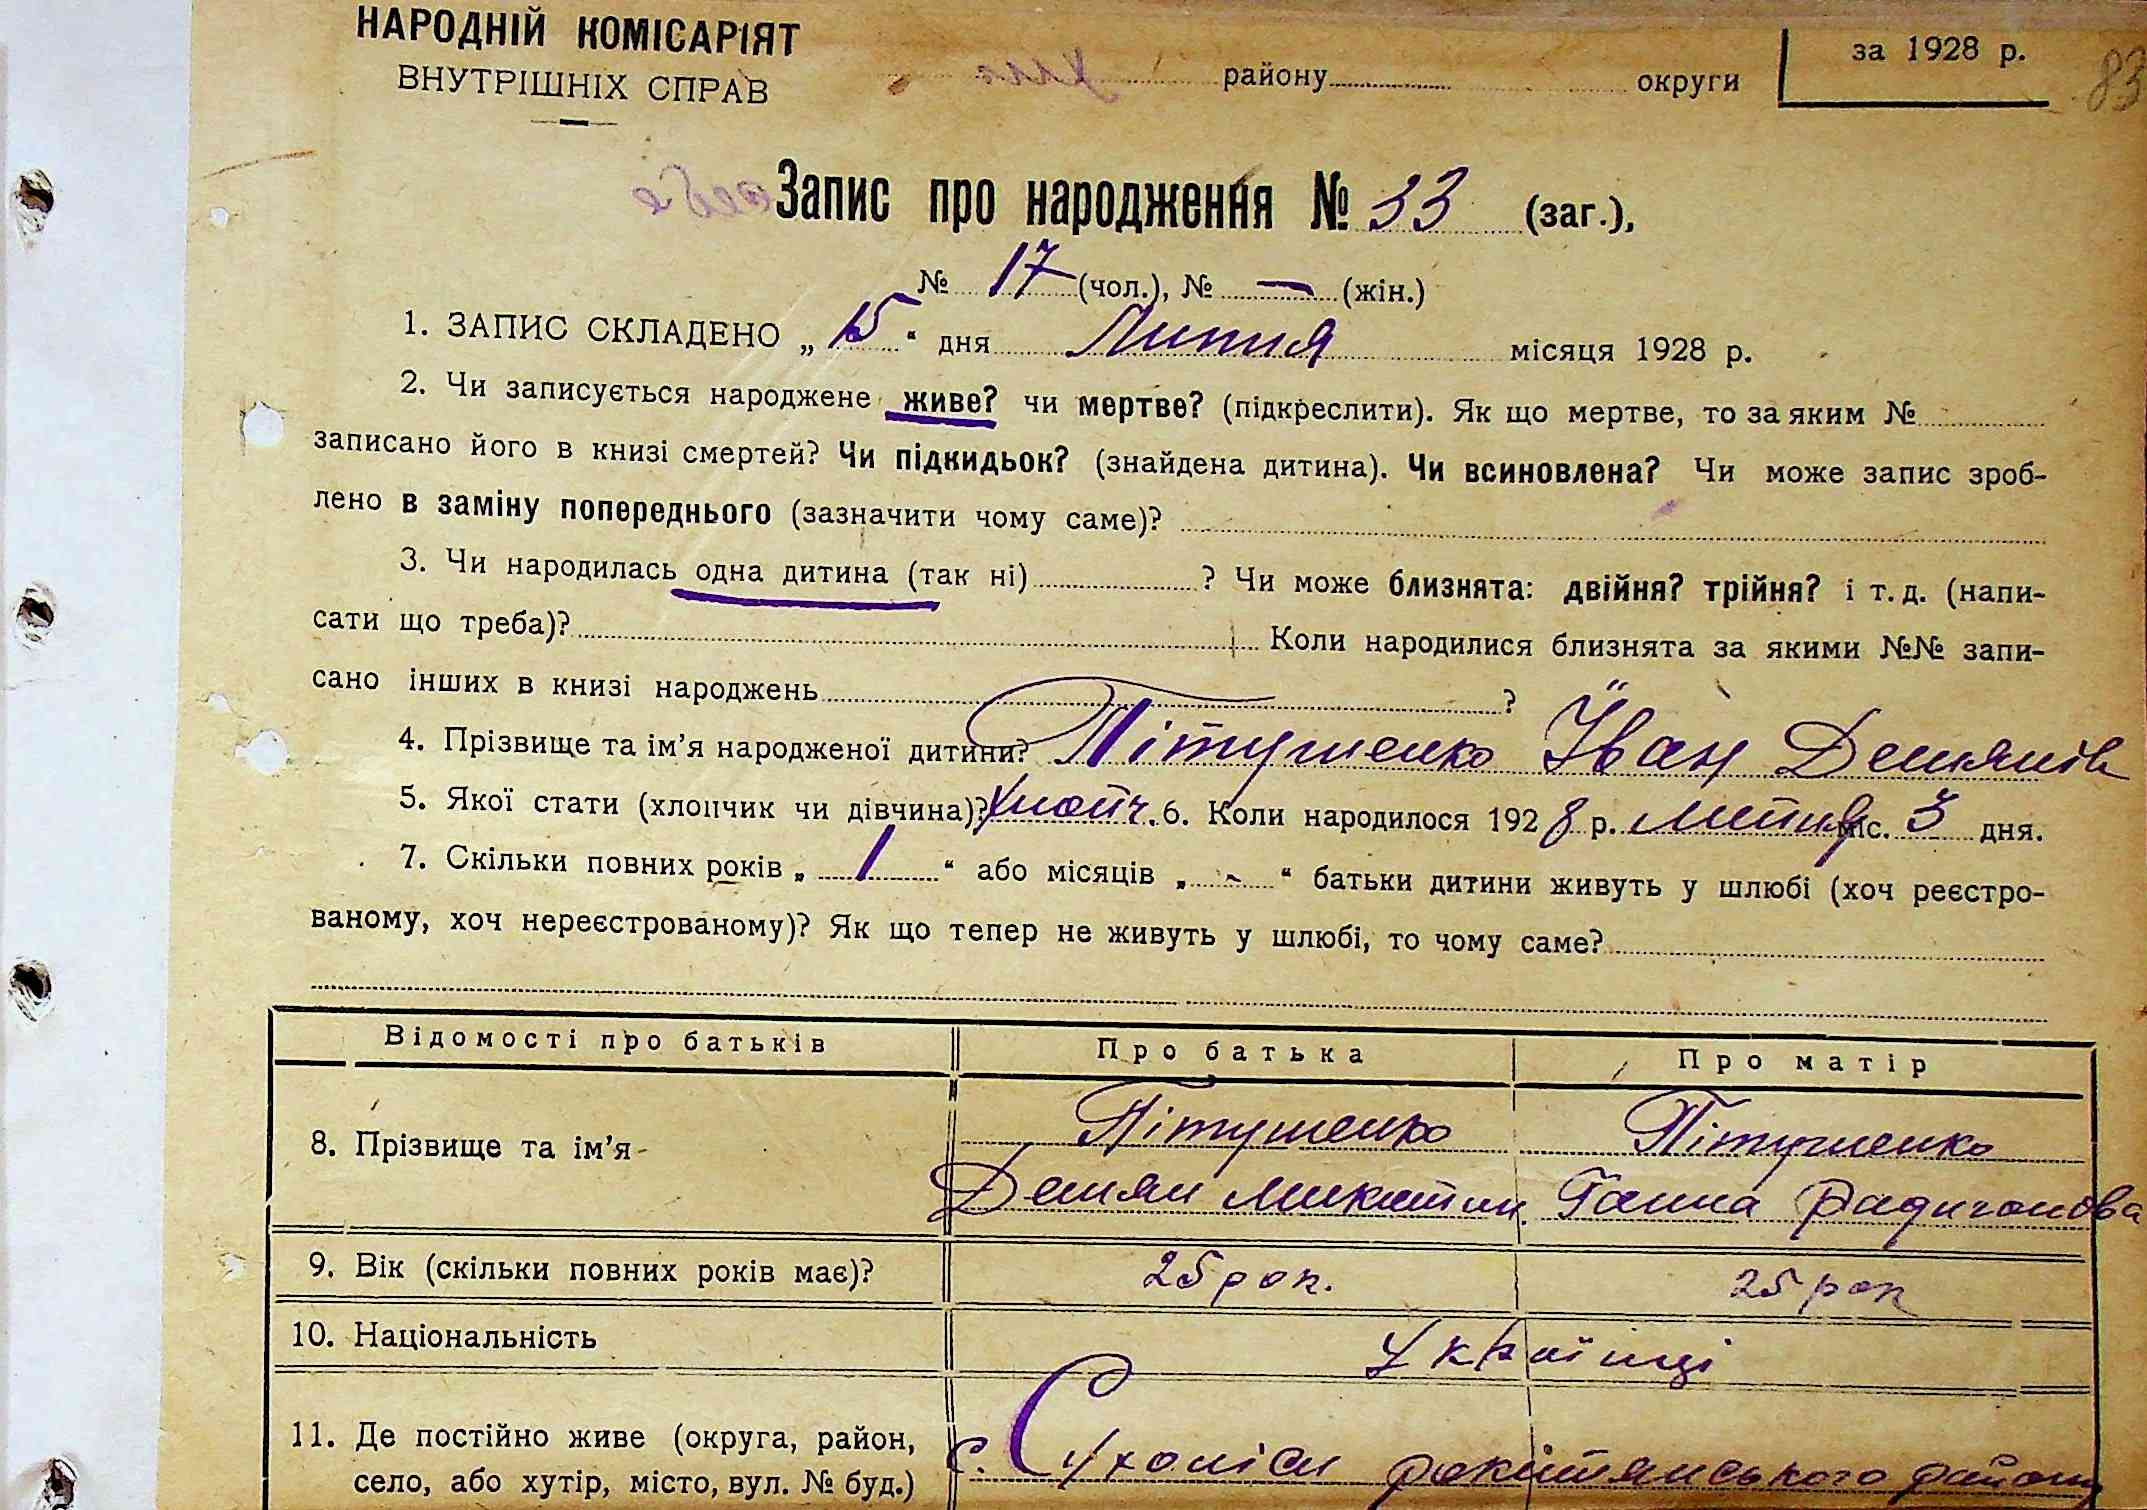 НАРОДНІЙ КОМІСАРІЯТ
ВНУТРІШНІХ СПРАВ
району округи
за 1928 р.
83
Запис про народження № 33 (заг.),
№ 17 (чол.), № — (жін.)
1. ЗАПИС СКЛАДЕНО „15“ дня Липня місяця 1928 р.
2. Чи записується народжене живе? чи мертве? (підкреслити). Як що мертве, то за яким №
записано його в книзі смертей? Чи підкидьок? (знайдена дитина). Чи всиновлена? Чи може запис зроб-
лено в заміну попереднього (зазначити чому саме)?
3. Чи народилась одна дитина (так ні) ? Чи може близнята: двійня? трійня? і т. д. (напи-
сати що треба)? Коли народилися близнята за якими №№ запи-
сано інших в книзі народжень ?
4. Прізвище та ім’я народженої дитини? Пітушенко Іван Демянів
5. Якої стати (хлопчик чи дівчина)? хлопч. 6. Коли народилося 1928 р. липня міс. 3 дня.
7. Скільки повних років „ 1 “ або місяців „ - “ батьки дитини живуть у шлюбі (хоч реєстро-
ваному, хоч нереєстрованому)? Як що тепер не живуть у шлюбі, то чому саме?
Відомості про батьків Про батька Про матір
8. Прізвище та ім’я Пітушенко Пітушенко
Демян Микитин. Ганна
9. Вік (скільки повних років має)? 25 рок. 25 рок
10. Національність Українці
11. Де постійно живе (округа, район,
село, або хутір, місто, вул. № буд.) с. Сухоліси рокитянського району